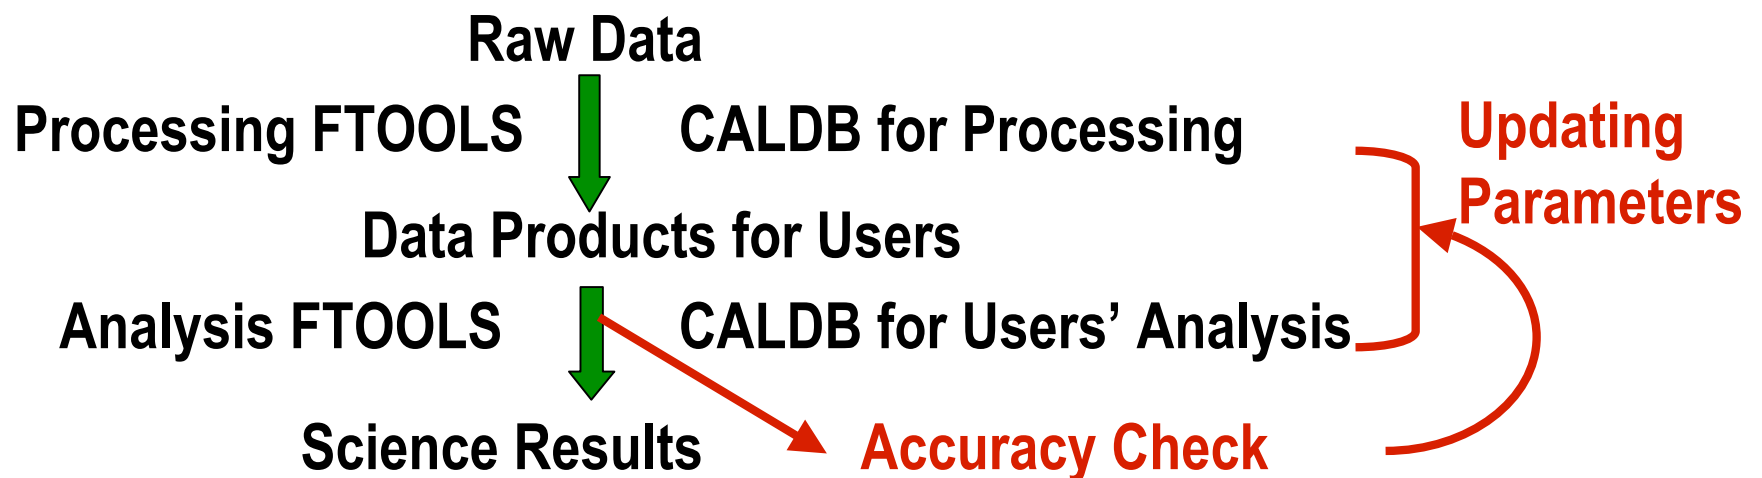 Raw Data
Processing FTOOLS
CALDB for Processing
Updating
Parameters
Data Products for Users
Analysis FTOOLS
CALDB for Users’ Analysis
Science Results
Accuracy Check